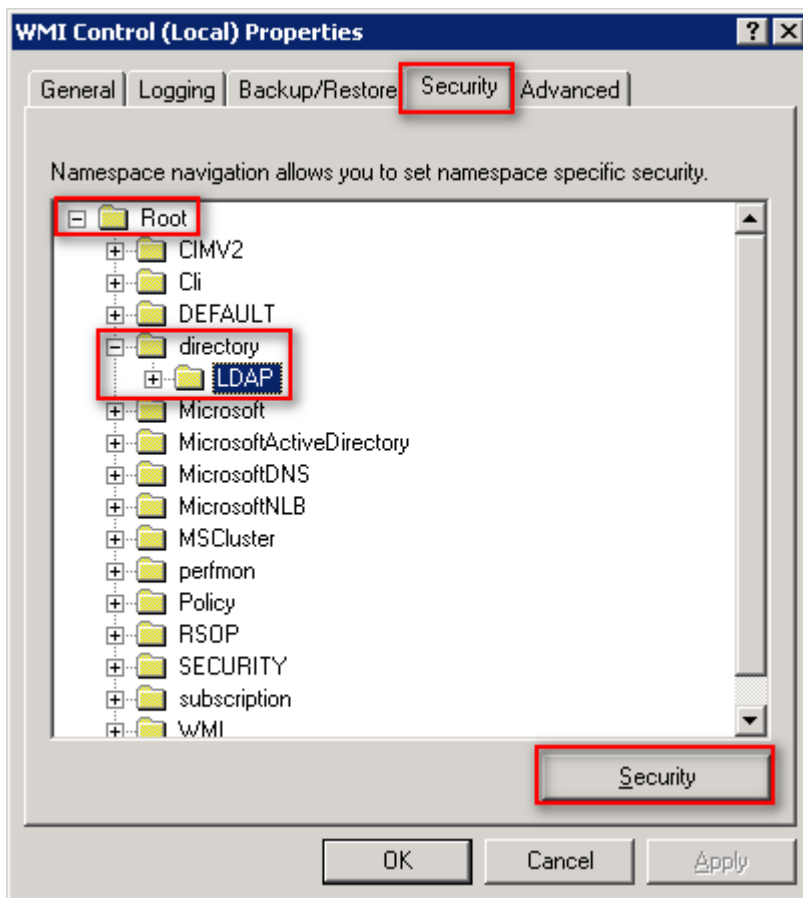 WMI Control (Local) Properties
General Logging Backup/Restore Security Advanced
Namespace navigation allows you to set namespace specific security.
Root
CIMV2
Cli
DEFAULT
directory
LDAP
Microsoft
MicrosoftActiveDirectory
MicrosoftDNS
MicrosoftNLB
MSCluster
perfmon
Policy
RSOP
SECURITY
subscription
WMI
Security
OK Cancel Apply